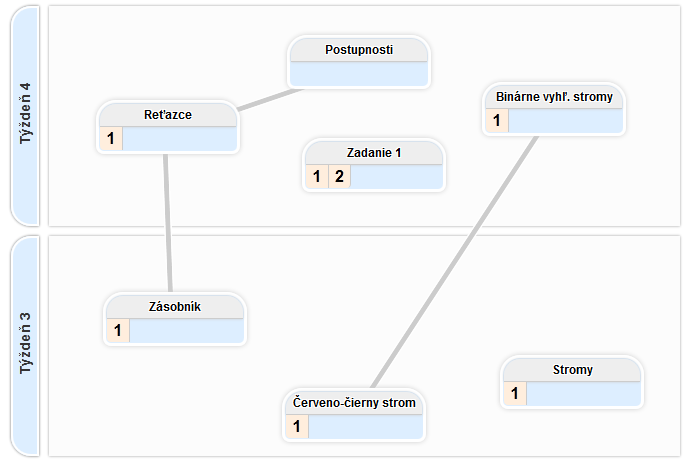 Týždeň 4
Postupnosti
Reťazce
1
Binárne vyhľ. stromy
1
Zadanie 1
1 2
Týždeň 3
Zásobník
1
Stromy
1
Červeno-čierny strom
1